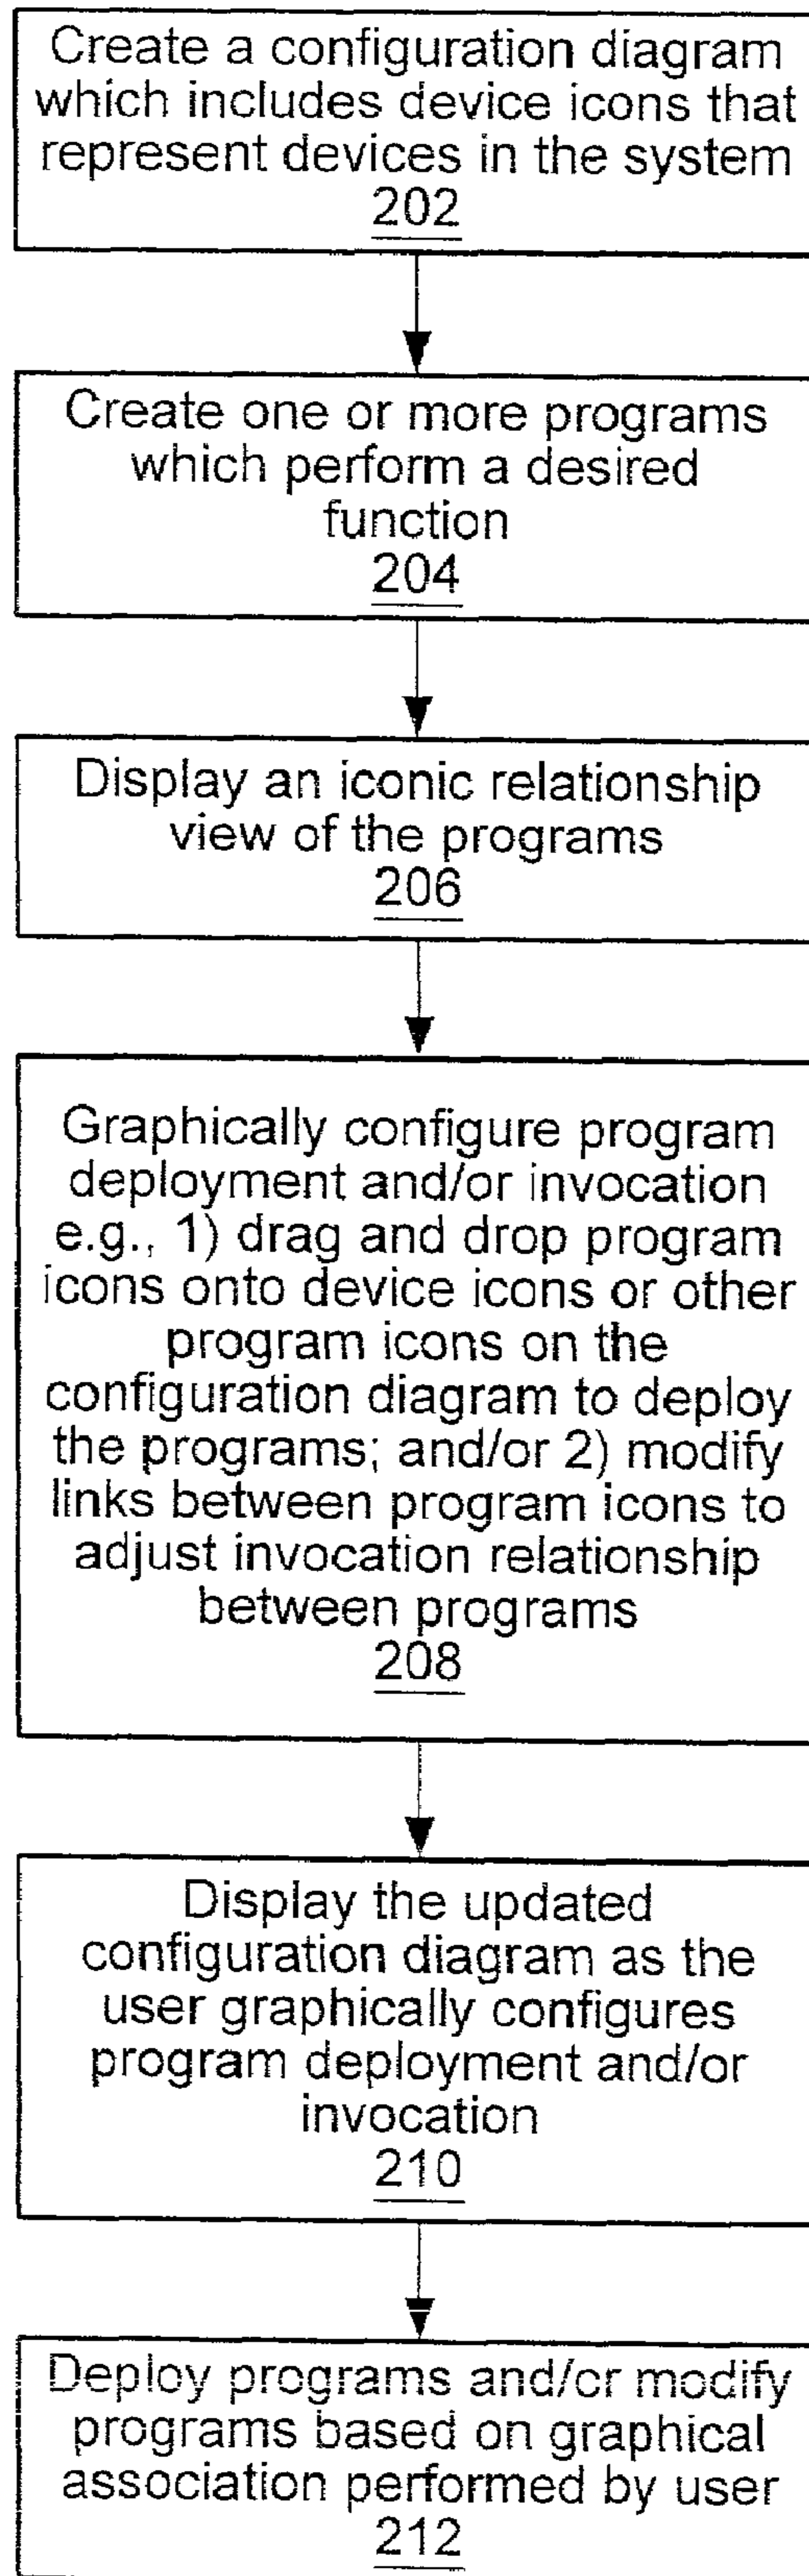 Create a configuration diagram
which includes device icons that
represent devices in the system
202
Create one or more programs
which perform a desired
function
204
Display an iconic relationship
view of the programs
206
Graphically configure program
deployment and/or invocation
e.g., 1) drag and drop program
icons onto device icons or other
program icons on the
configuration diagram to deploy
the programs; and/or 2) modify
links between program icons to
adjust invocation relationship
between programs
208
Display the updated
configuration diagram as the
user graphically configures
program deployment and/or
invocation
210
Deploy programs and/or modify
programs based on graphical
association performed by user
212